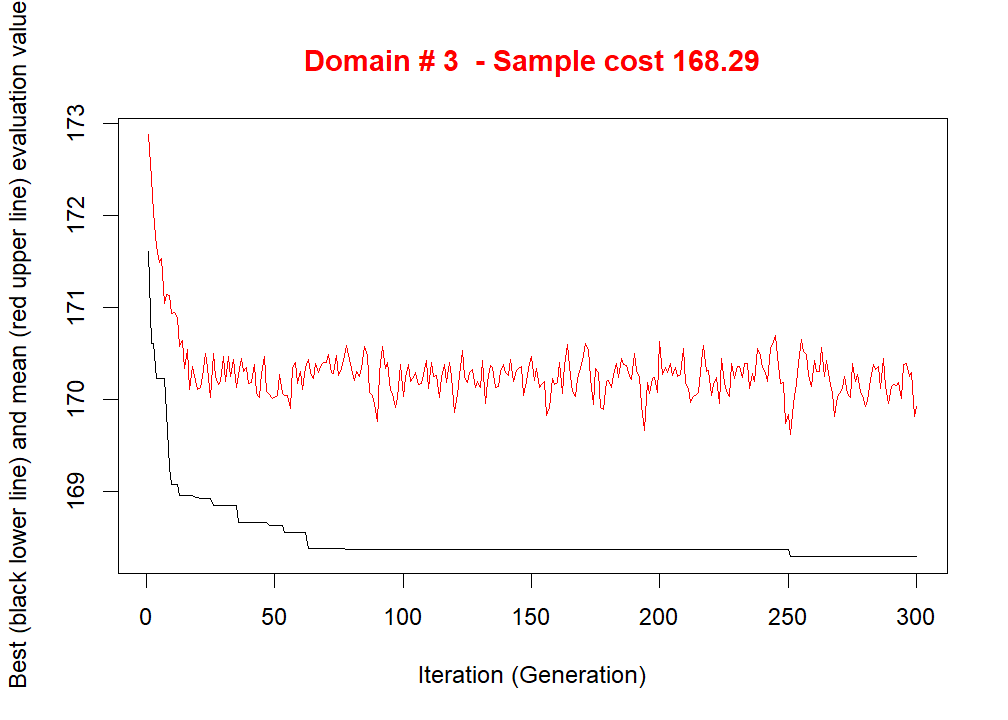 Domain # 3  - Sample cost 168.29
Best (black lower line) and mean (red upper line) evaluation value
173
172
171
170
169
0 50 100 150 200 250 300
Iteration (Generation)